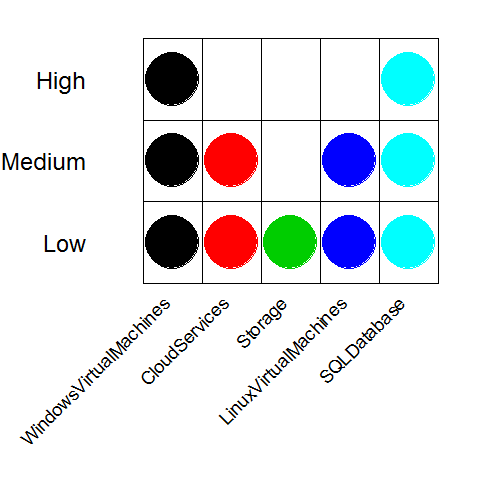 High
Medium
Low
WindowsVirtualMachines
CloudServices
Storage
LinuxVirtualMachines
SQLDatabase